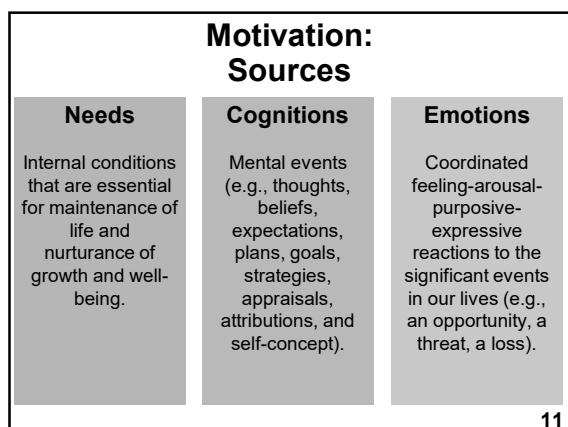 Motivation:
Sources
Needs
Internal conditions
that are essential
for maintenance of
life and
nurturance of
growth and well-
being.
Cognitions
Mental events
(e.g., thoughts,
beliefs,
expectations,
plans, goals,
strategies,
appraisals,
attributions, and
self-concept).
Emotions
Coordinated
feeling-arousal-
purposive-
expressive
reactions to the
significant events
in our lives (e.g.,
an opportunity, a
threat, a loss).
11